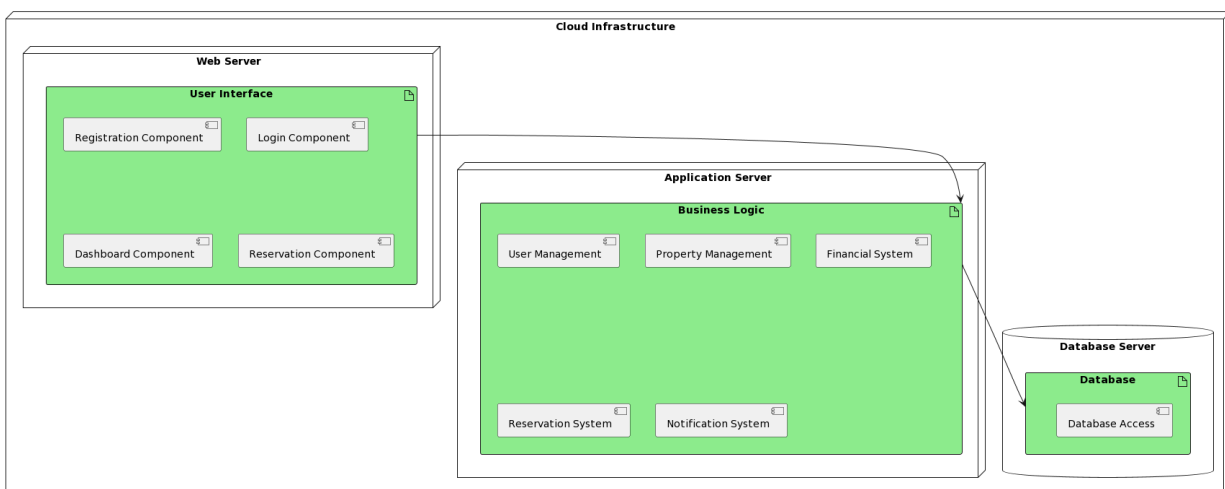 Cloud Infrastructure
Web Server
User Interface
Registration Component
Login Component
Dashboard Component
Reservation Component
Application Server
Business Logic
User Management
Property Management
Financial System
Reservation System
Notification System
Database Server
Database
Database Access